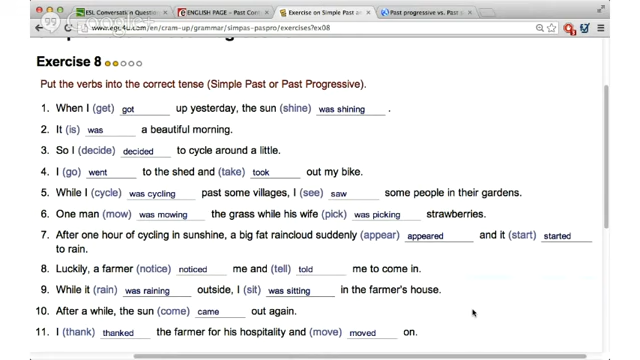 ESL Conversation Questi
ENGLISH PAGE - Past Con
Exercise on Simple Past a
Past progressive vs. Past s
www.ego4u.com/en/cram-up/grammar/simpas-paspro/exercises?ex08
Exercise 8
Put the verbs into the correct tense (Simple Past or Past Progressive).
1. When I (get) got up yesterday, the sun (shine) was shining .
2. It (is) was a beautiful morning.
3. So I (decide) decided to cycle around a little.
4. I (go) went to the shed and (take) took out my bike.
5. While I (cycle) was cycling past some villages, I (see) saw some people in their gardens.
6. One man (mow) was mowing the grass while his wife (pick) was picking strawberries.
7. After one hour of cycling in sunshine, a big fat raincloud suddenly (appear) appeared and it (start) started
to rain.
8. Luckily, a farmer (notice) noticed me and (tell) told me to come in.
9. While it (rain) was raining outside, I (sit) was sitting in the farmer's house.
10. After a while, the sun (come) came out again.
11. I (thank) thanked the farmer for his hospitality and (move) moved on.